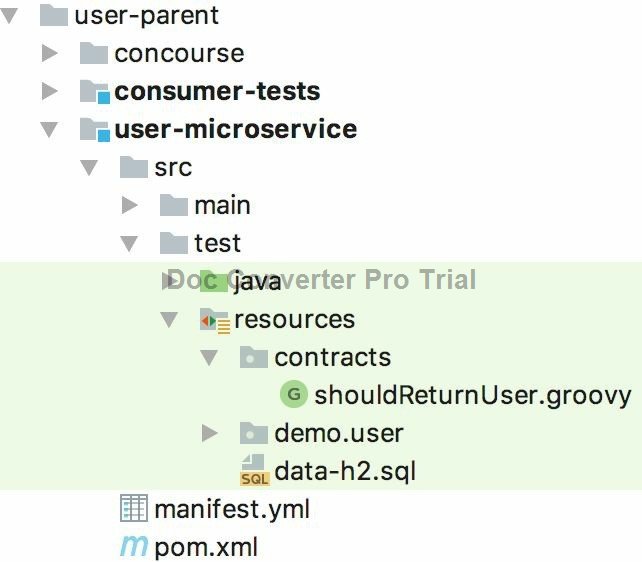 user-parent
concourse
consumer-tests
user-microservice
src
main
test
java
Doc Converter Pro Trial
resources
contracts
G shouldReturnUser.groovy
demo.user
SQL data-h2.sql
manifest.yml
m pom.xml